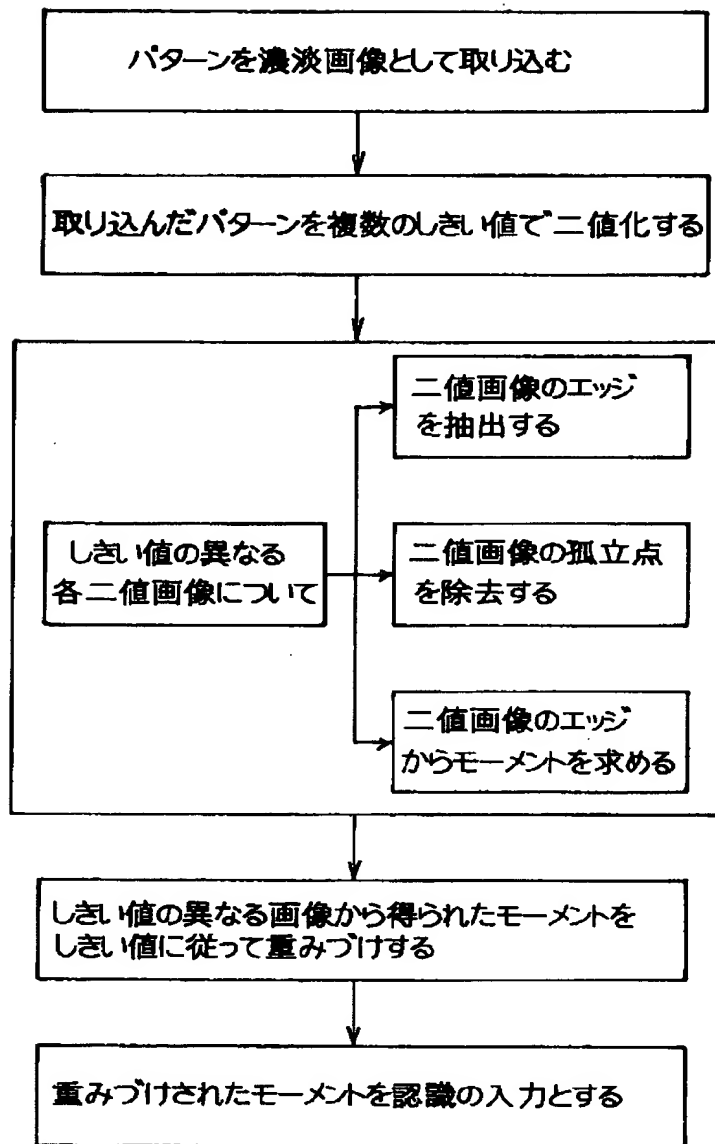 パターンを濃淡画像として取り込む
取り込んだパターンを複数のしきい値で二値化する
二値画像のエッジ
を抽出する
しきい値の異なる
各二値画像について
二値画像の孤立点
を除去する
二値画像のエッジ
からモーメントを求める
しきい値の異なる画像から得られたモーメントを
しきい値に従って重みづけする
重みづけされたモーメントを認識の入力とする